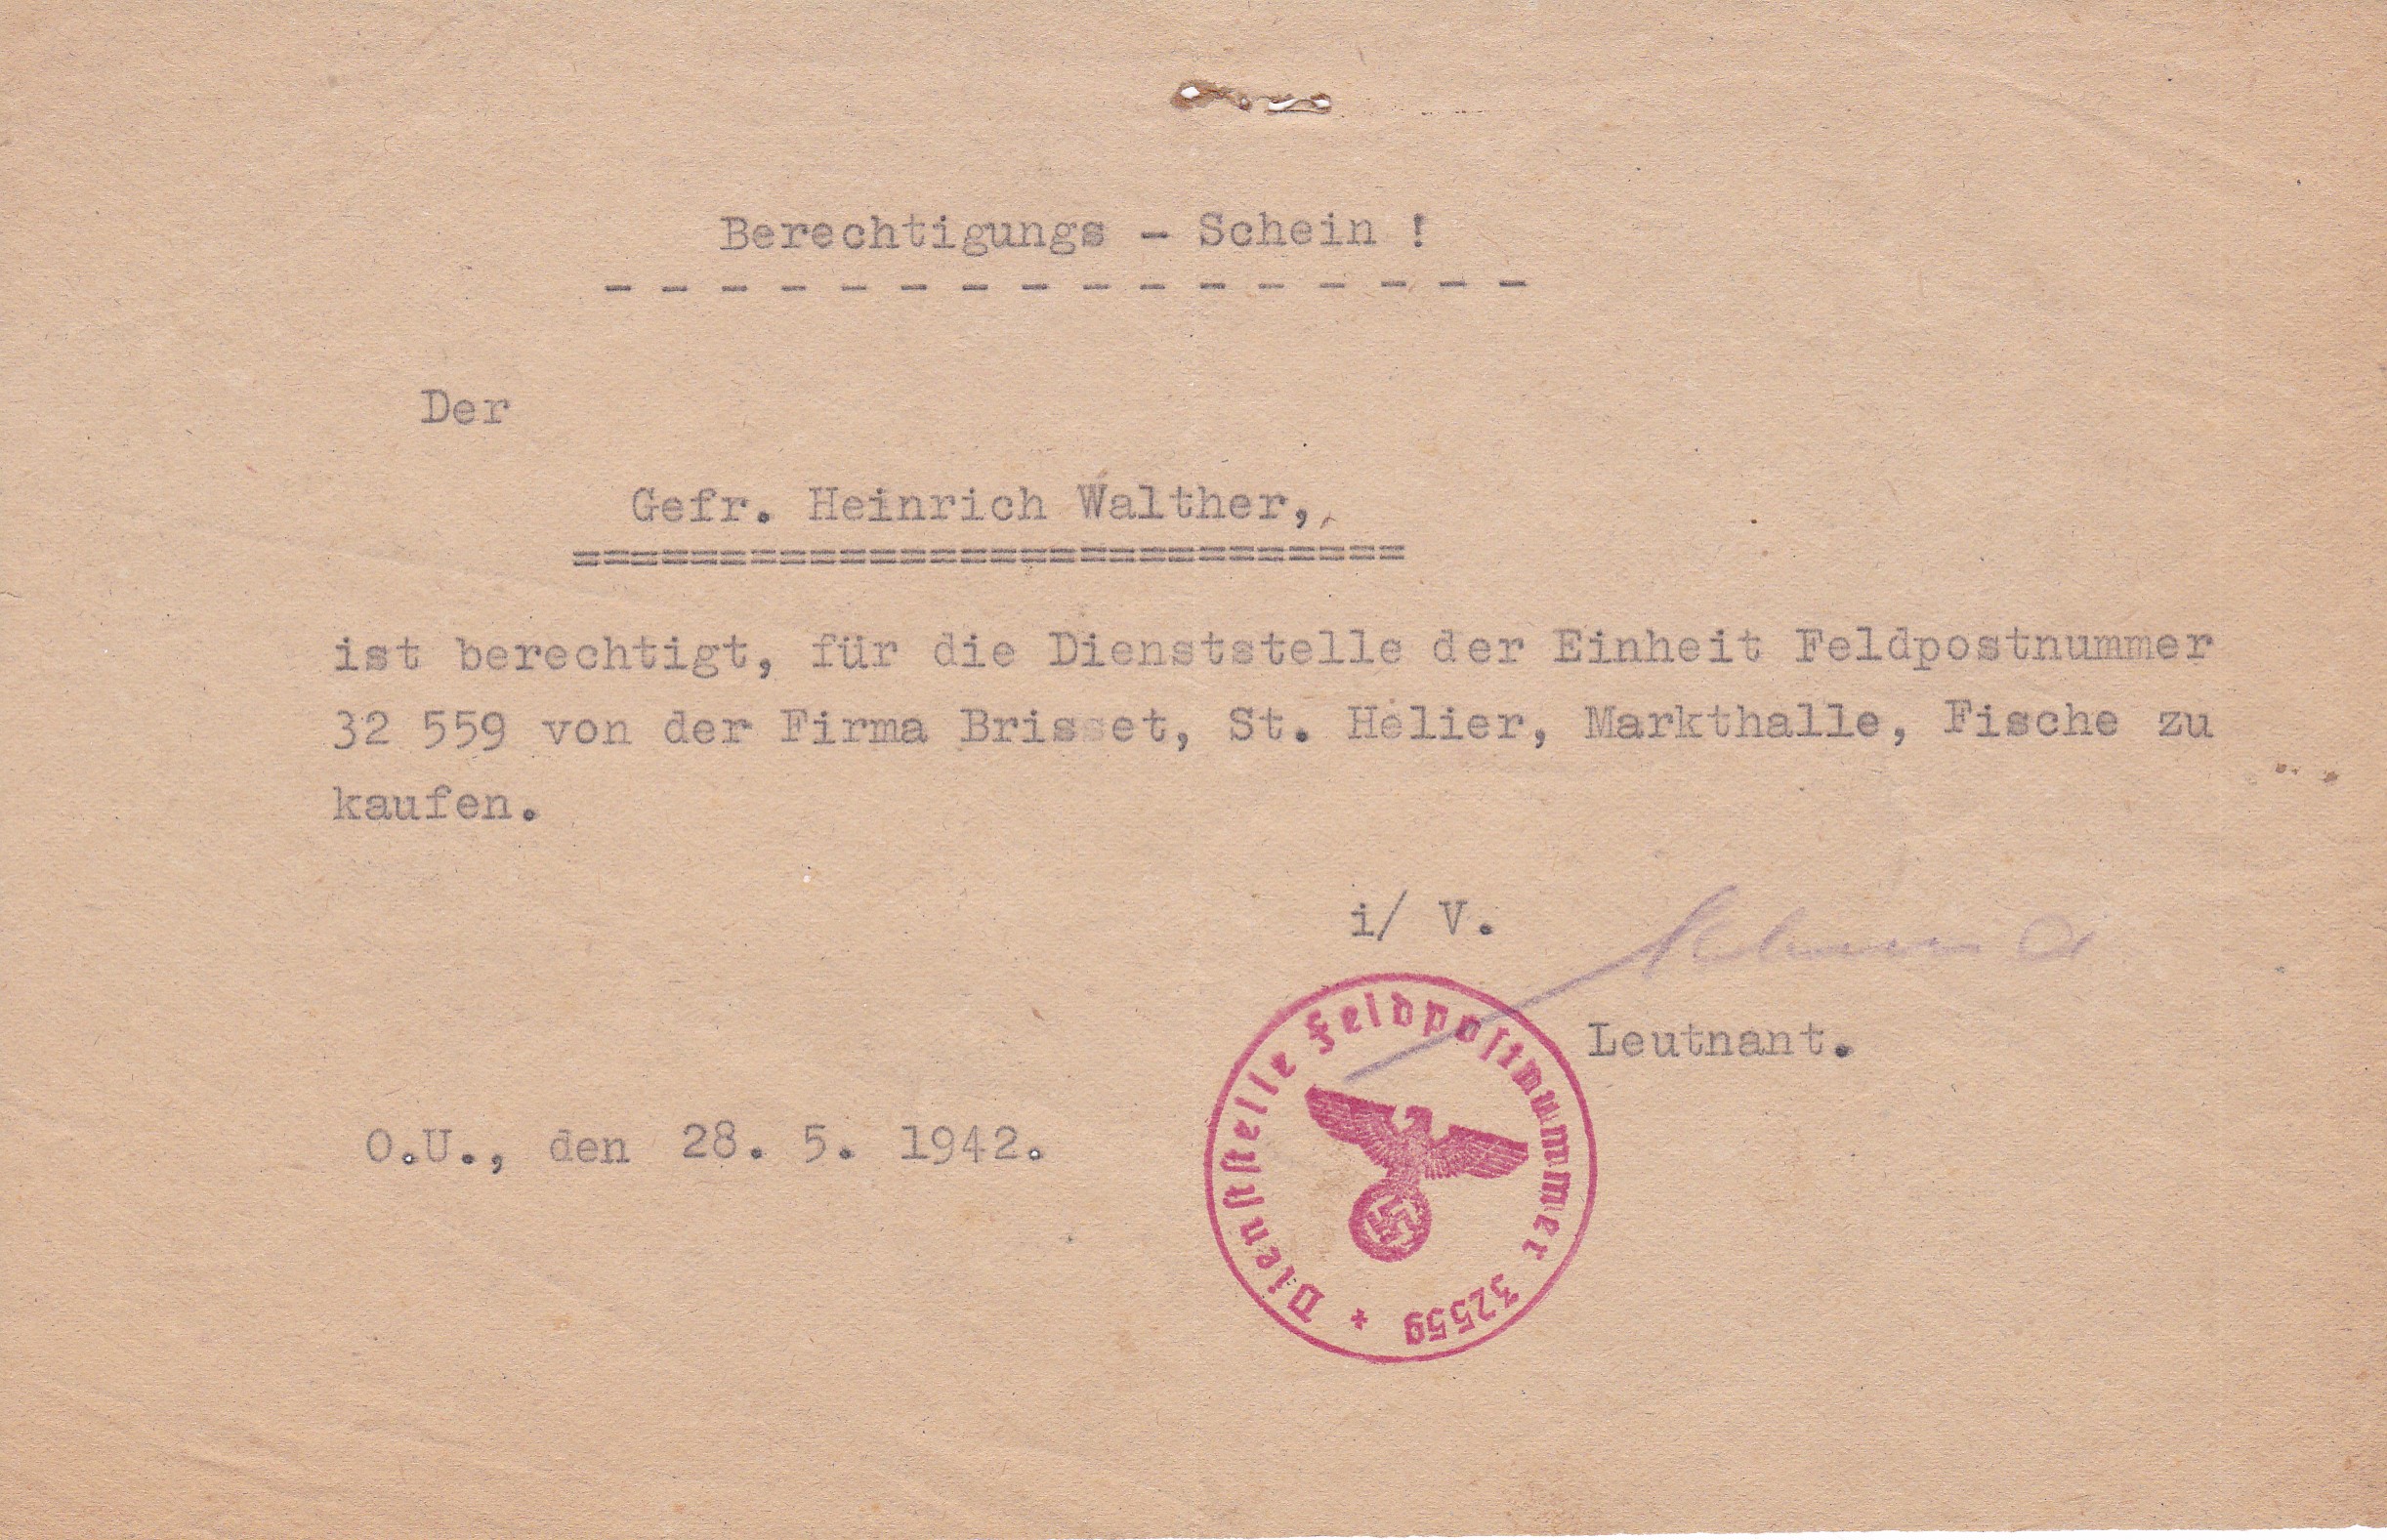 Berechtigungs - Schein !
- - - - - - - - - - - - - - - -
Der
Gefr. Heinrich Walther,
============================
ist berechtigt, für die Dienststelle der Einheit Feldpostnummer
32 559 von der Firma Brisset, St. Helier, Markthalle, Fische zu
kaufen.
i/ V.
Leutnant.
O.U., den 28. 5. 1942.
Dienststelle Feldpostnummer 32559 *